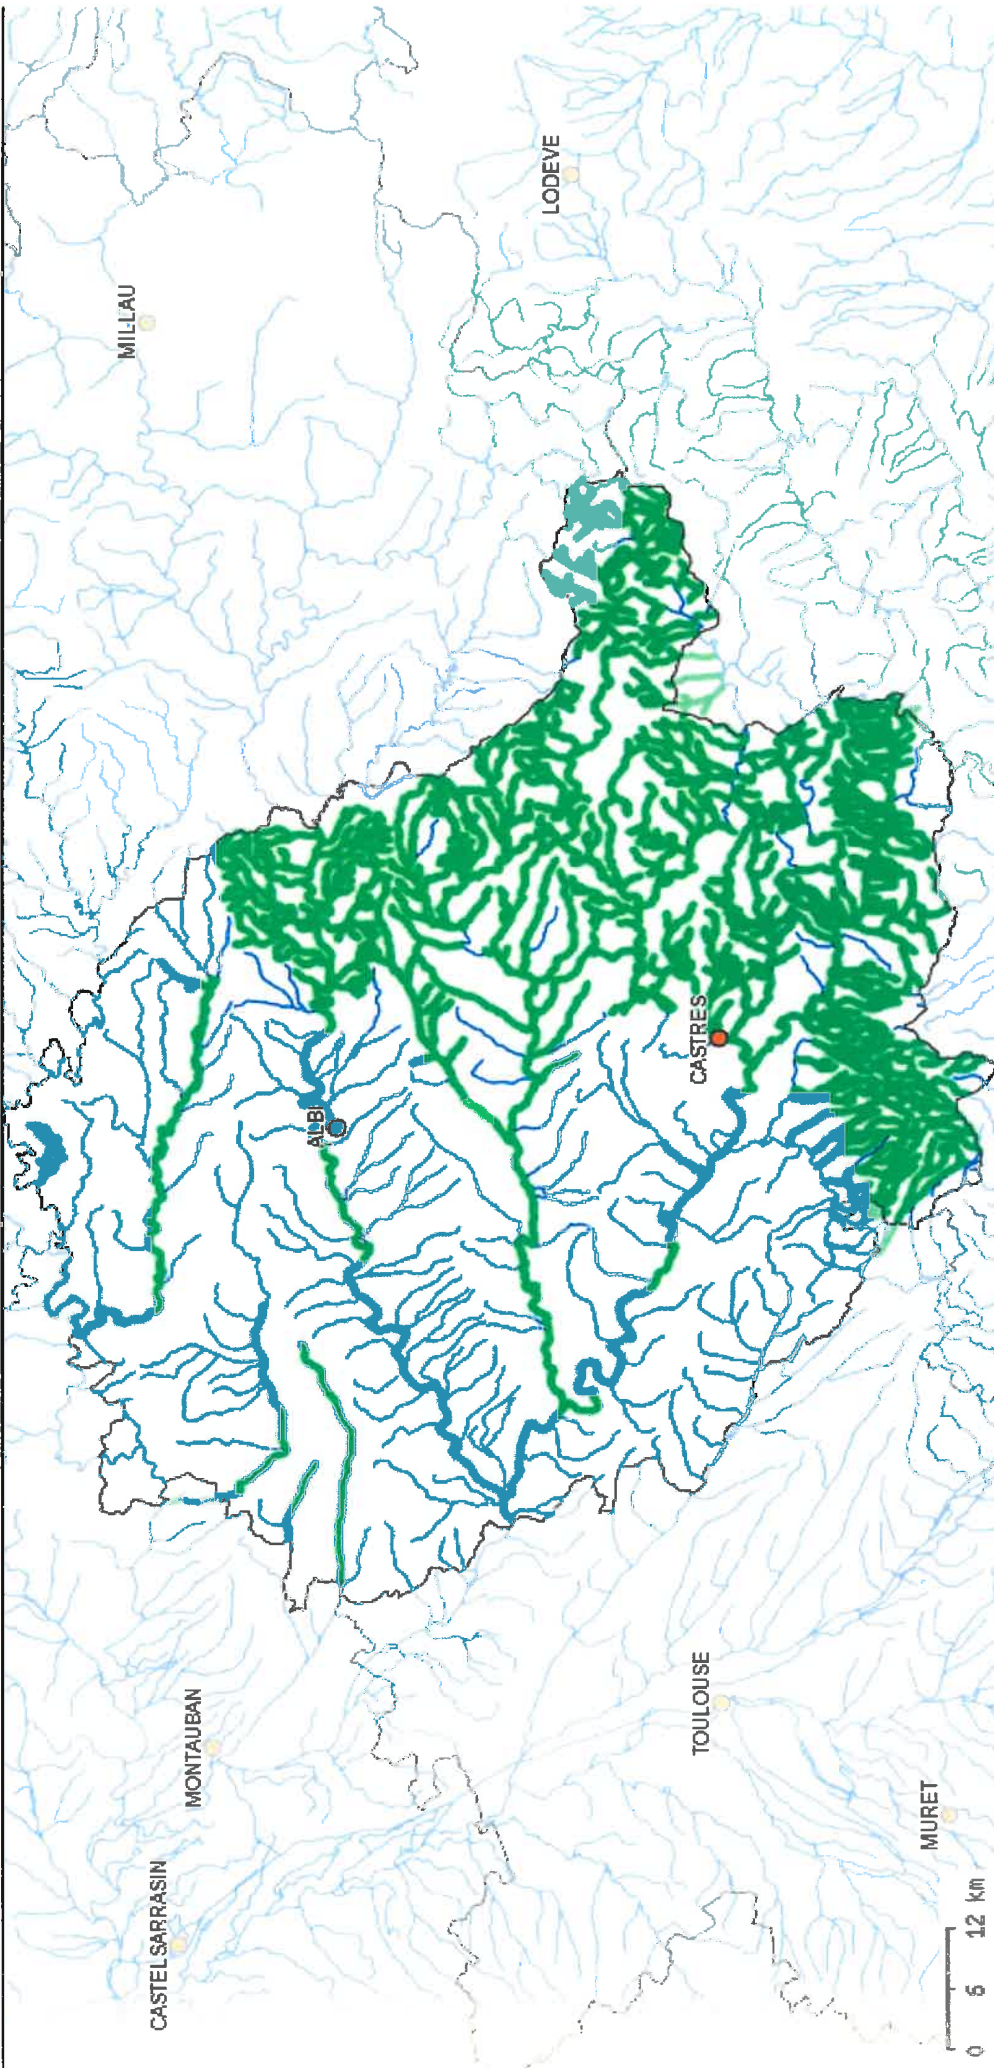 CASTELSARRASIN
MONTAUBAN
ALBI
MILLAU
LODEVE
CASTRES
TOULOUSE
MURET
0 6 12 km